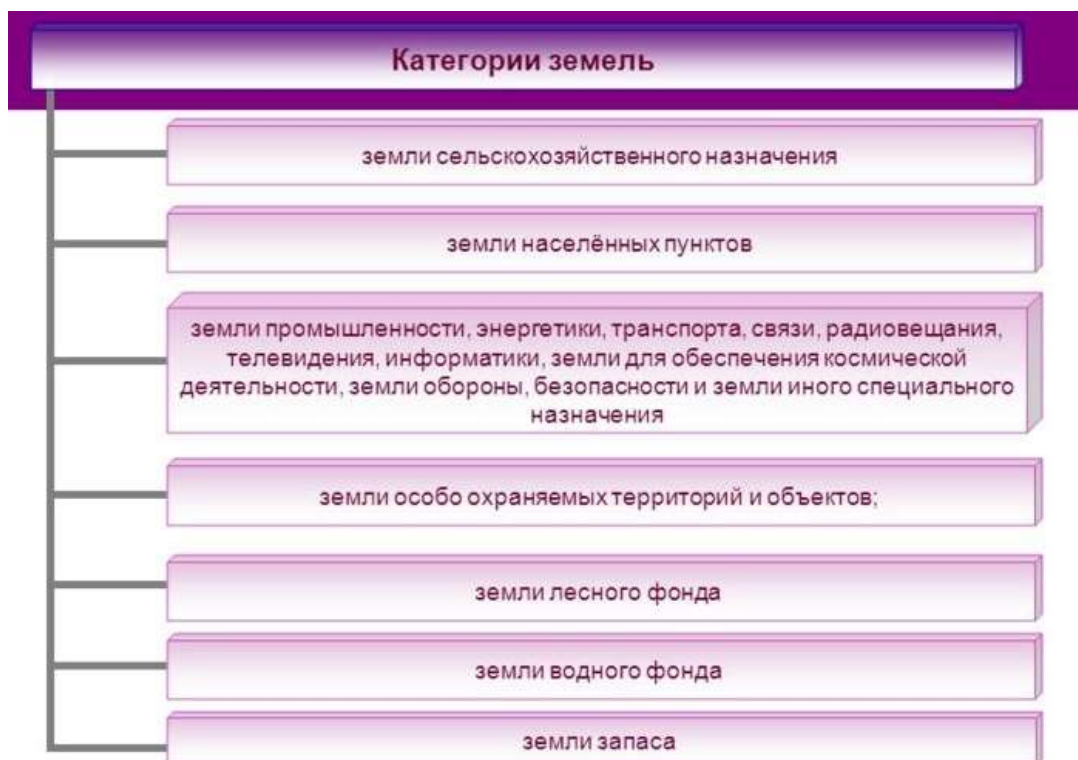 Категории земель
земли сельскохозяйственного назначения
земли населённых пунктов
земли промышленности, энергетики, транспорта, связи, радиовещания,
телевидения, информатики, земли для обеспечения космической
деятельности, земли обороны, безопасности и земли иного специального
назначения
земли особо охраняемых территорий и объектов;
земли лесного фонда
земли водного фонда
земли запаса